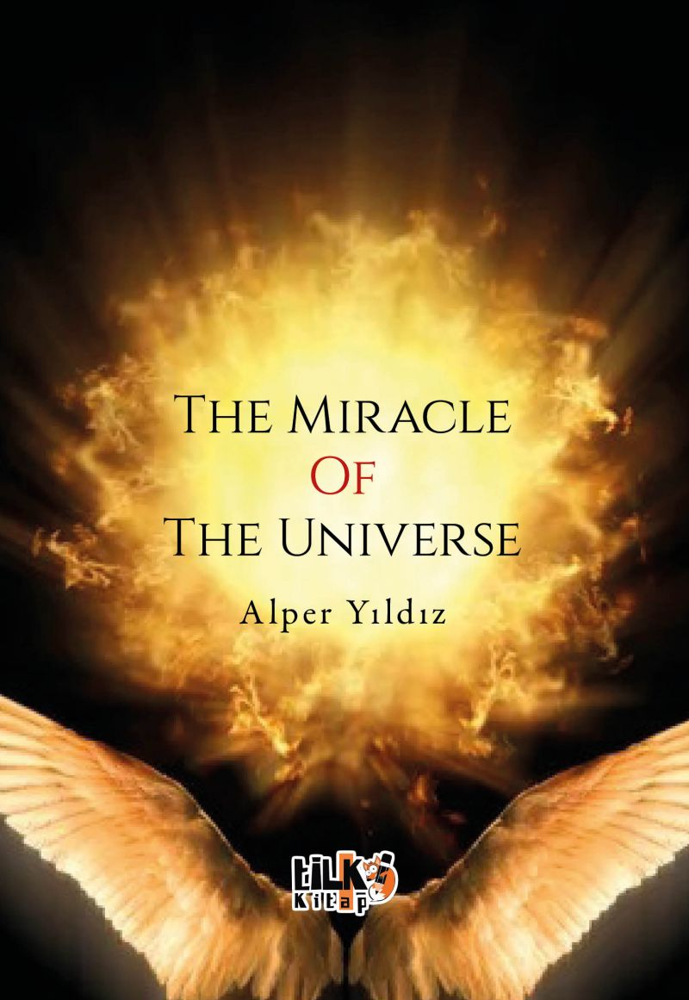 THE MIRACLE
OF
THE UNIVERSE
Alper Yıldız
tiLKi
Kitap